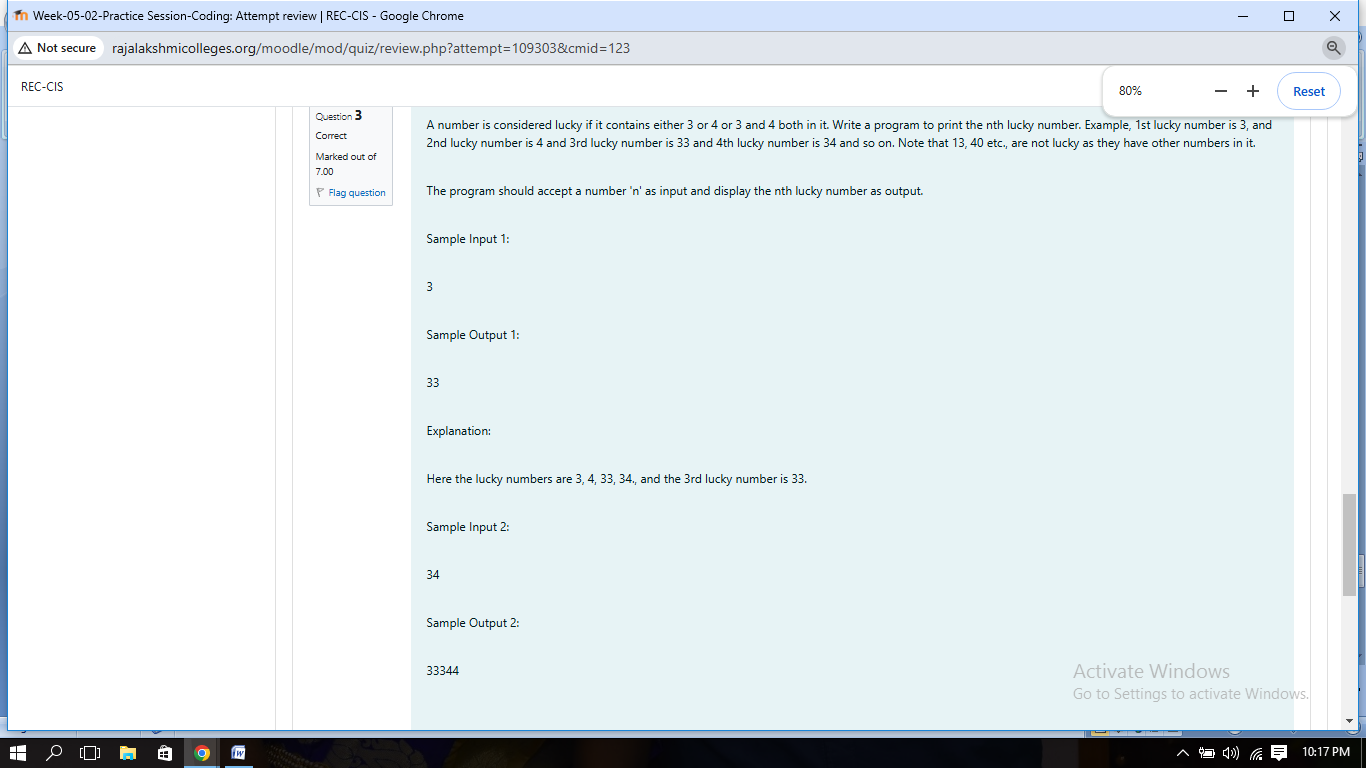 Week-05-02-Practice Session-Coding: Attempt review | REC-CIS - Google Chrome
Not secure rajalakshmicolleges.org/moodle/mod/quiz/review.php?attempt=109303&cmid=123
REC-CIS
80% Reset
Question 3
Correct
Marked out of
7.00
Flag question
A number is considered lucky if it contains either 3 or 4 or 3 and 4 both in it. Write a program to print the nth lucky number. Example, 1st lucky number is 3, and
2nd lucky number is 4 and 3rd lucky number is 33 and 4th lucky number is 34 and so on. Note that 13, 40 etc., are not lucky as they have other numbers in it.
The program should accept a number 'n' as input and display the nth lucky number as output.
Sample Input 1:
3
Sample Output 1:
33
Explanation:
Here the lucky numbers are 3, 4, 33, 34., and the 3rd lucky number is 33.
Sample Input 2:
34
Sample Output 2:
33344
Activate Windows
Go to Settings to activate Windows.
10:17 PM